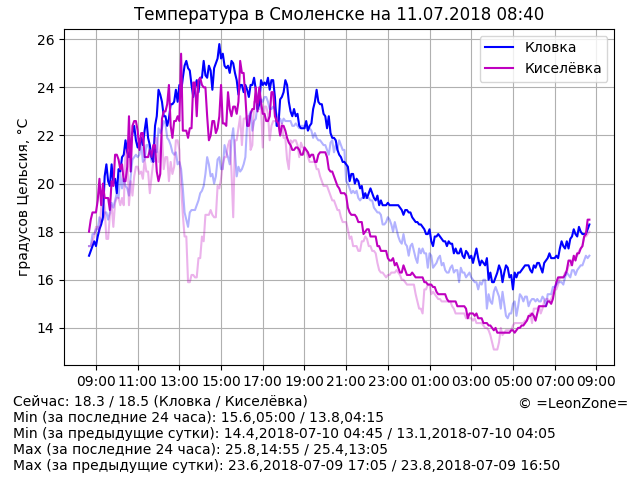 Температура в Смоленске на 11.07.2018 08:40
градусов Цельсия, °C
26
24
22
20
18
16
14
Кловка
Киселёвка
09:00 11:00 13:00 15:00 17:00 19:00 21:00 23:00 01:00 03:00 05:00 07:00 09:00
Сейчас: 18.3 / 18.5 (Кловка / Киселёвка)
© =LeonZone=
Min (за последние 24 часа): 15.6,05:00 / 13.8,04:15
Min (за предыдущие сутки): 14.4,2018-07-10 04:45 / 13.1,2018-07-10 04:05
Max (за последние 24 часа): 25.8,14:55 / 25.4,13:05
Max (за предыдущие сутки): 23.6,2018-07-09 17:05 / 23.8,2018-07-09 16:50